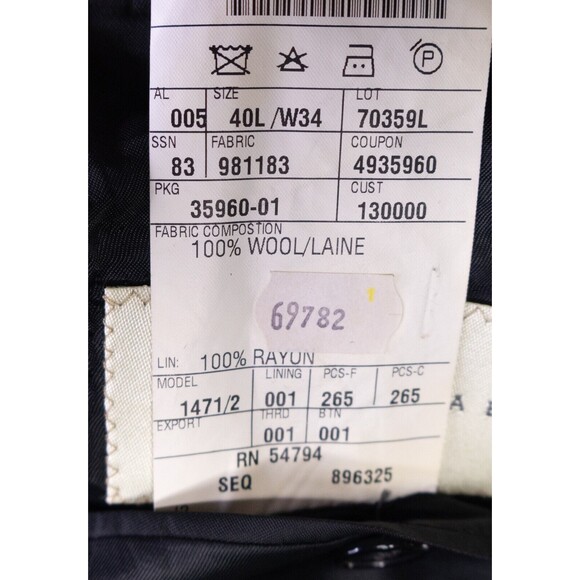 AL SIZE LOT
005 40L /W34 70359L
SSN FABRIC COUPON
83 981183 4935960
PKG CUST
35960-01 130000
FABRIC COMPOSTION
100% WOOL/LAINE
69782
LIN: 100% RAYON
MODEL LINING PCS-F PCS-C
1471/2 001 265 265
EXPORT THRD BTN
001 001
RN 54794
SEQ 896325
P
A &